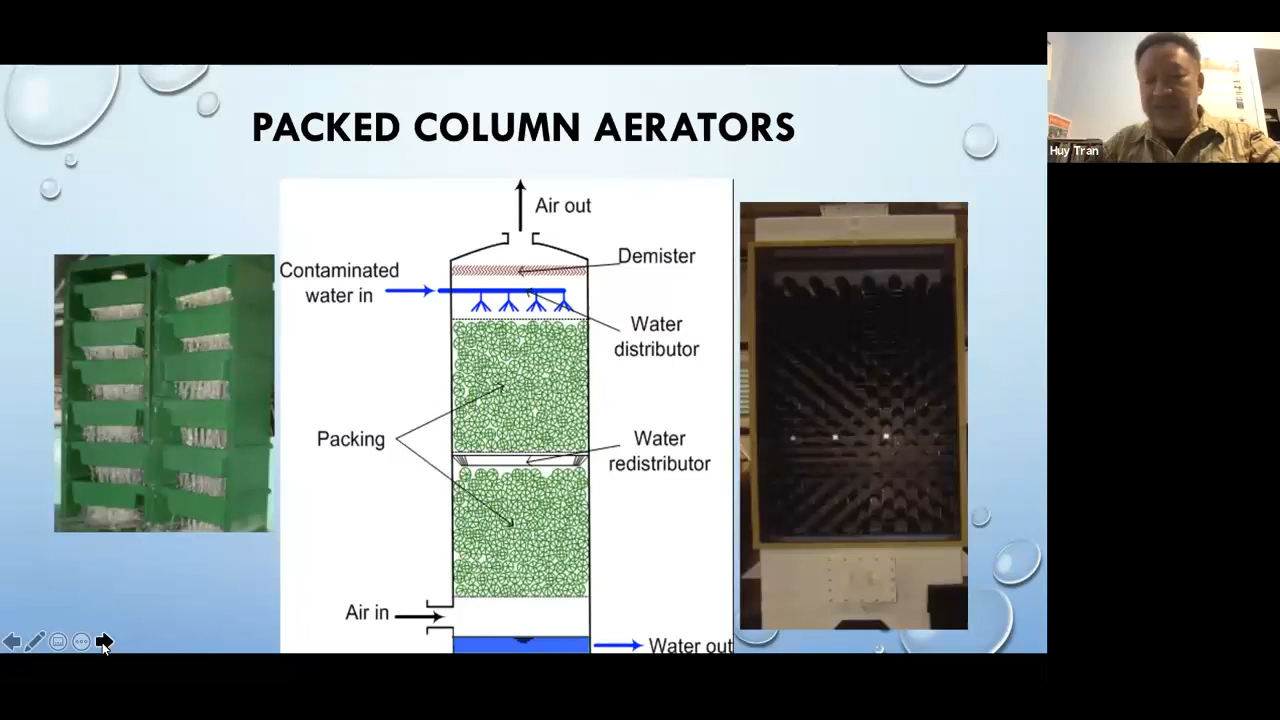 PACKED COLUMN AERATORS
Huy Tran
Air out
Demister
Contaminated
water in
Water
distributor
Packing
Water
redistributor
Air in
Water out